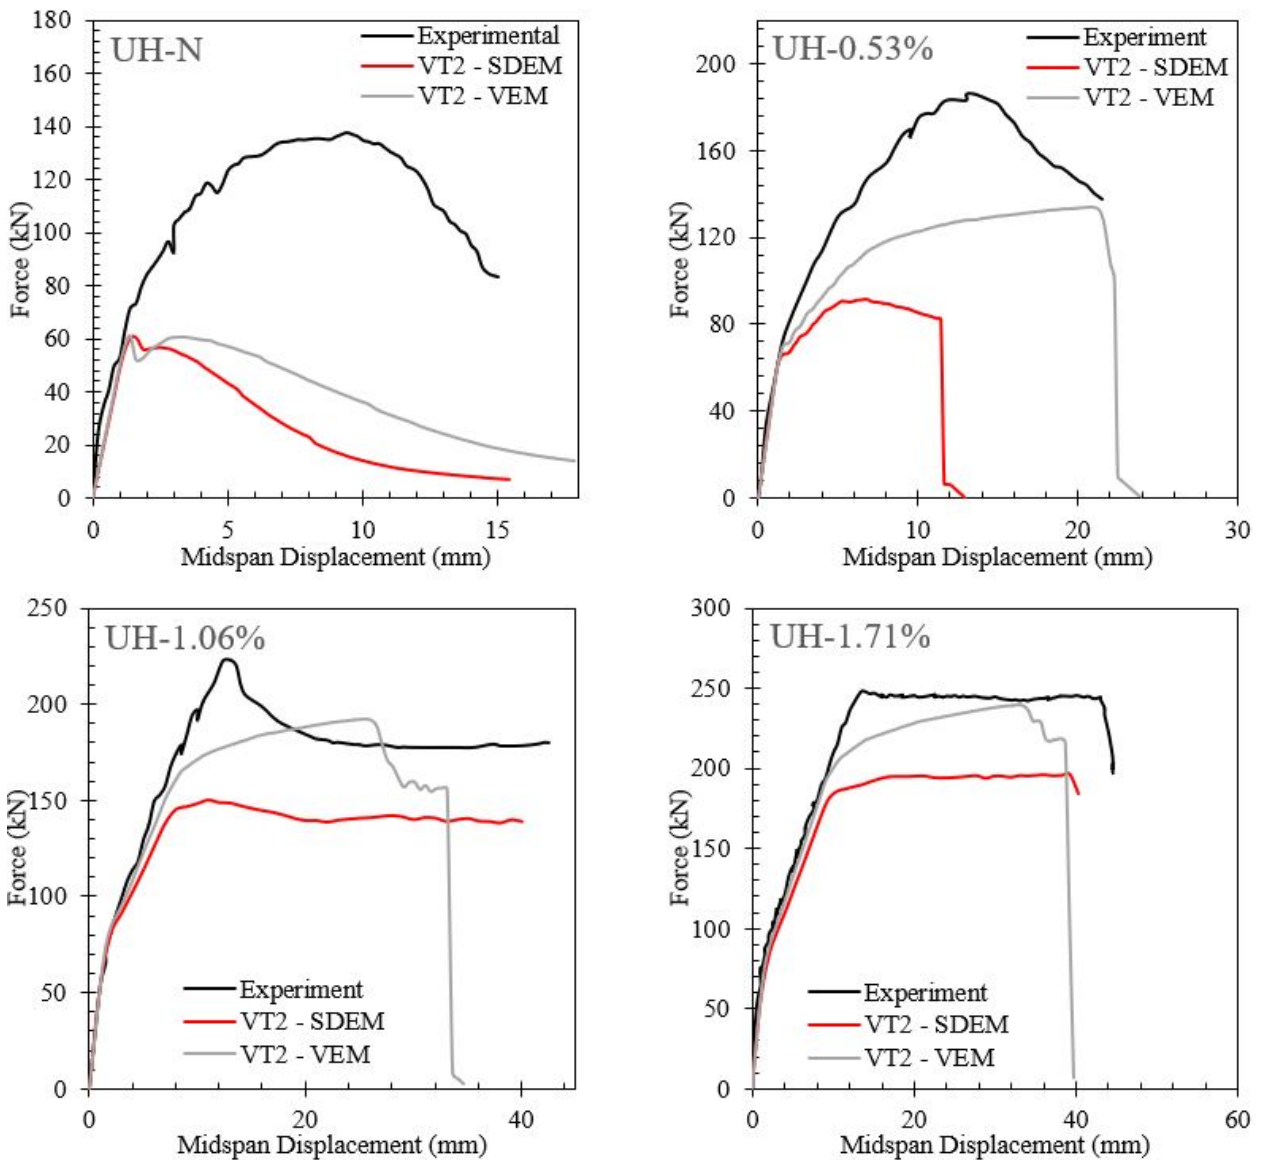 UH-N
Experimental
VT2 - SDEM
VT2 - VEM
180
160
140
120
100
80
60
40
20
0
Force (kN)
0 5 10 15
Midspan Displacement (mm)
UH-0.53%
Experiment
VT2 - SDEM
VT2 - VEM
200
160
120
80
40
0
Force (kN)
0 10 20 30
Midspan Displacement (mm)
UH-1.06%
250
200
150
100
50
0
Force (kN)
Experiment
VT2 - SDEM
VT2 - VEM
0 20 40
Midspan Displacement (mm)
UH-1.71%
300
250
200
150
100
50
0
Force (kN)
Experiment
VT2 - SDEM
VT2 - VEM
0 20 40 60
Midspan Displacement (mm)